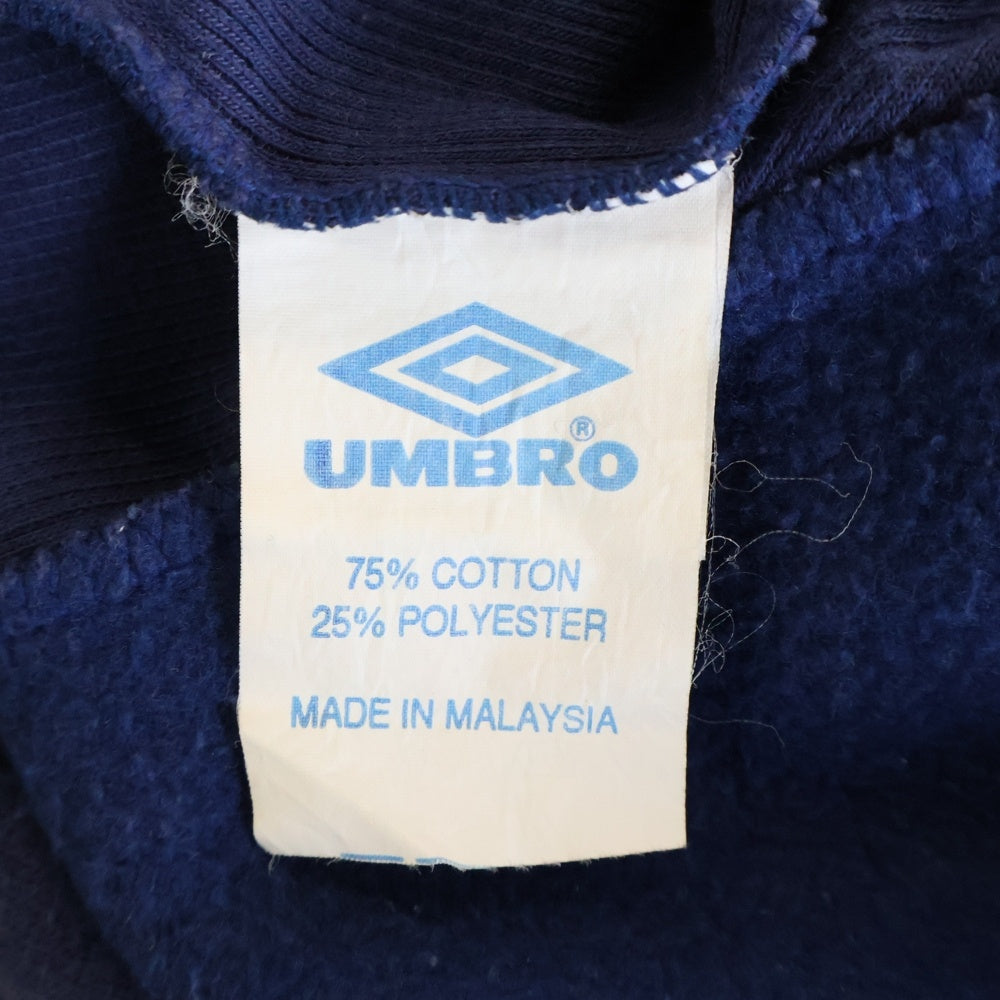 ®
UMBRO
75% COTTON
25% POLYESTER
MADE IN MALAYSIA